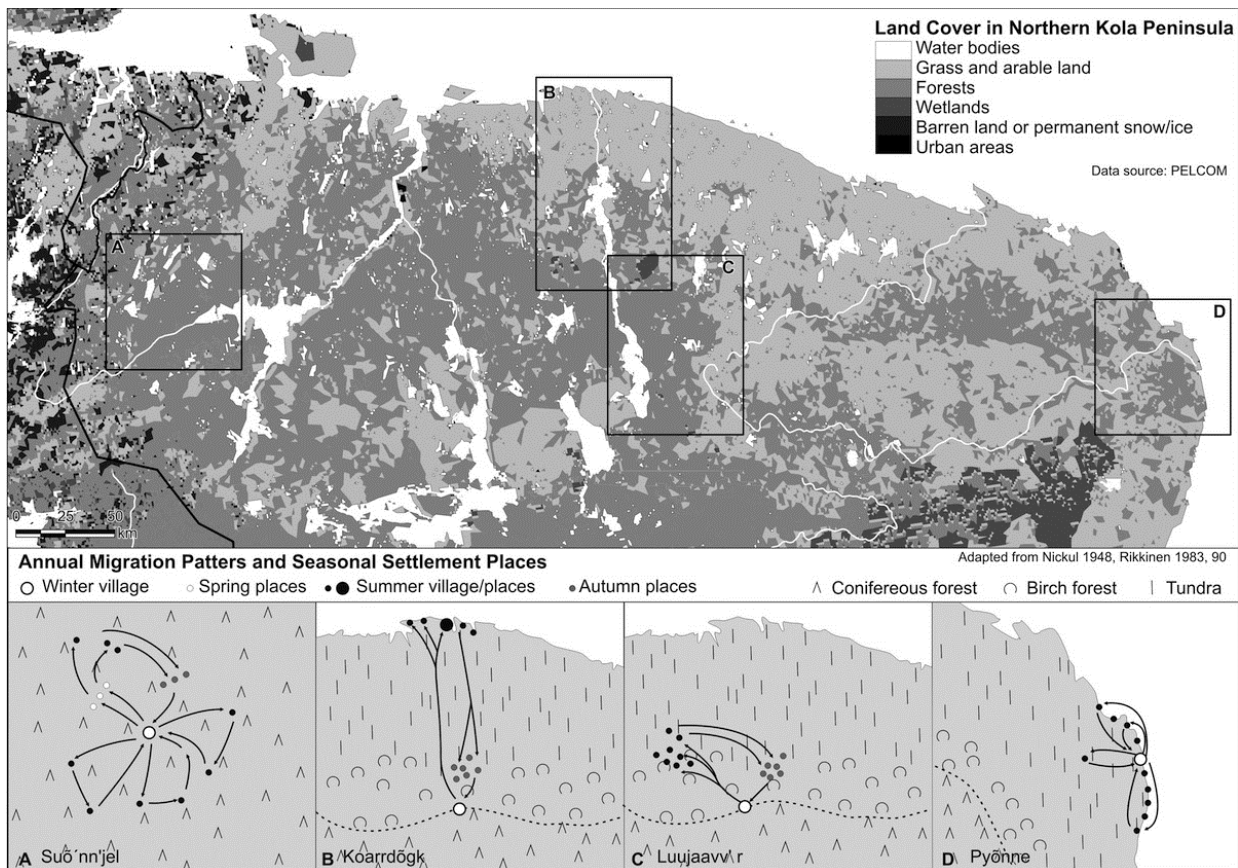 Land Cover in Northern Kola Peninsula
Water bodies
Grass and arable land
Forests
Wetlands
Barren land or permanent snow/ice
Urban areas
Data source: PELCOM
A
B
C
D
0 25 50
km
Annual Migration Patters and Seasonal Settlement Places
Adapted from Nickul 1948, Rikkinen 1983, 90
Winter village
Spring places
Summer village/places
Autumn places
Conifereous forest
Birch forest
Tundra
A Suõ´nn'jel
B Koarrdõgk
C Luujaavv' r
D Pyõnne